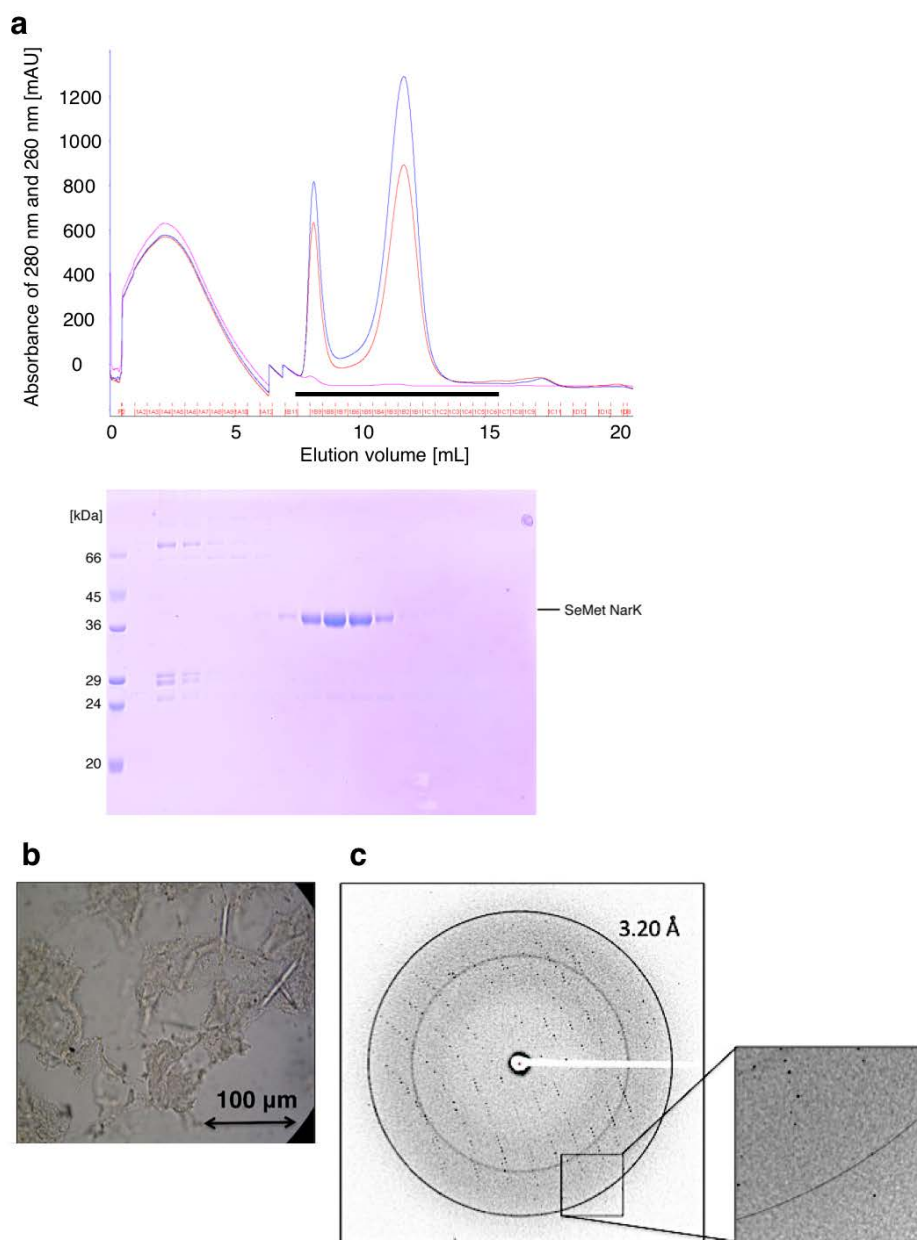 a
Absorbance of 280 nm and 260 nm [mAU]
1200
1000
800
600
400
200
0
0 5 10 15 20
Elution volume [mL]
[kDa]
66
45
36
29
24
20
SeMet NarK
b
c
100 μm
3.20 Å